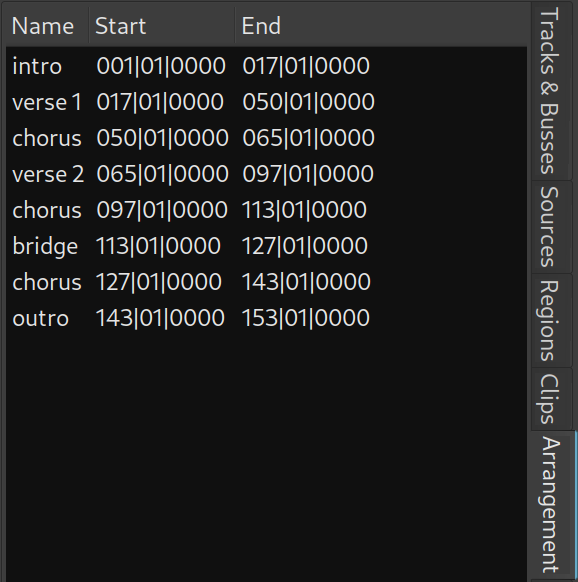 Name Start End
intro 001|01|0000 017|01|0000
verse 1 017|01|0000 050|01|0000
chorus 050|01|0000 065|01|0000
verse 2 065|01|0000 097|01|0000
chorus 097|01|0000 113|01|0000
bridge 113|01|0000 127|01|0000
chorus 127|01|0000 143|01|0000
outro 143|01|0000 153|01|0000
Tracks & Busses
Sources
Regions
Clips
Arrangement